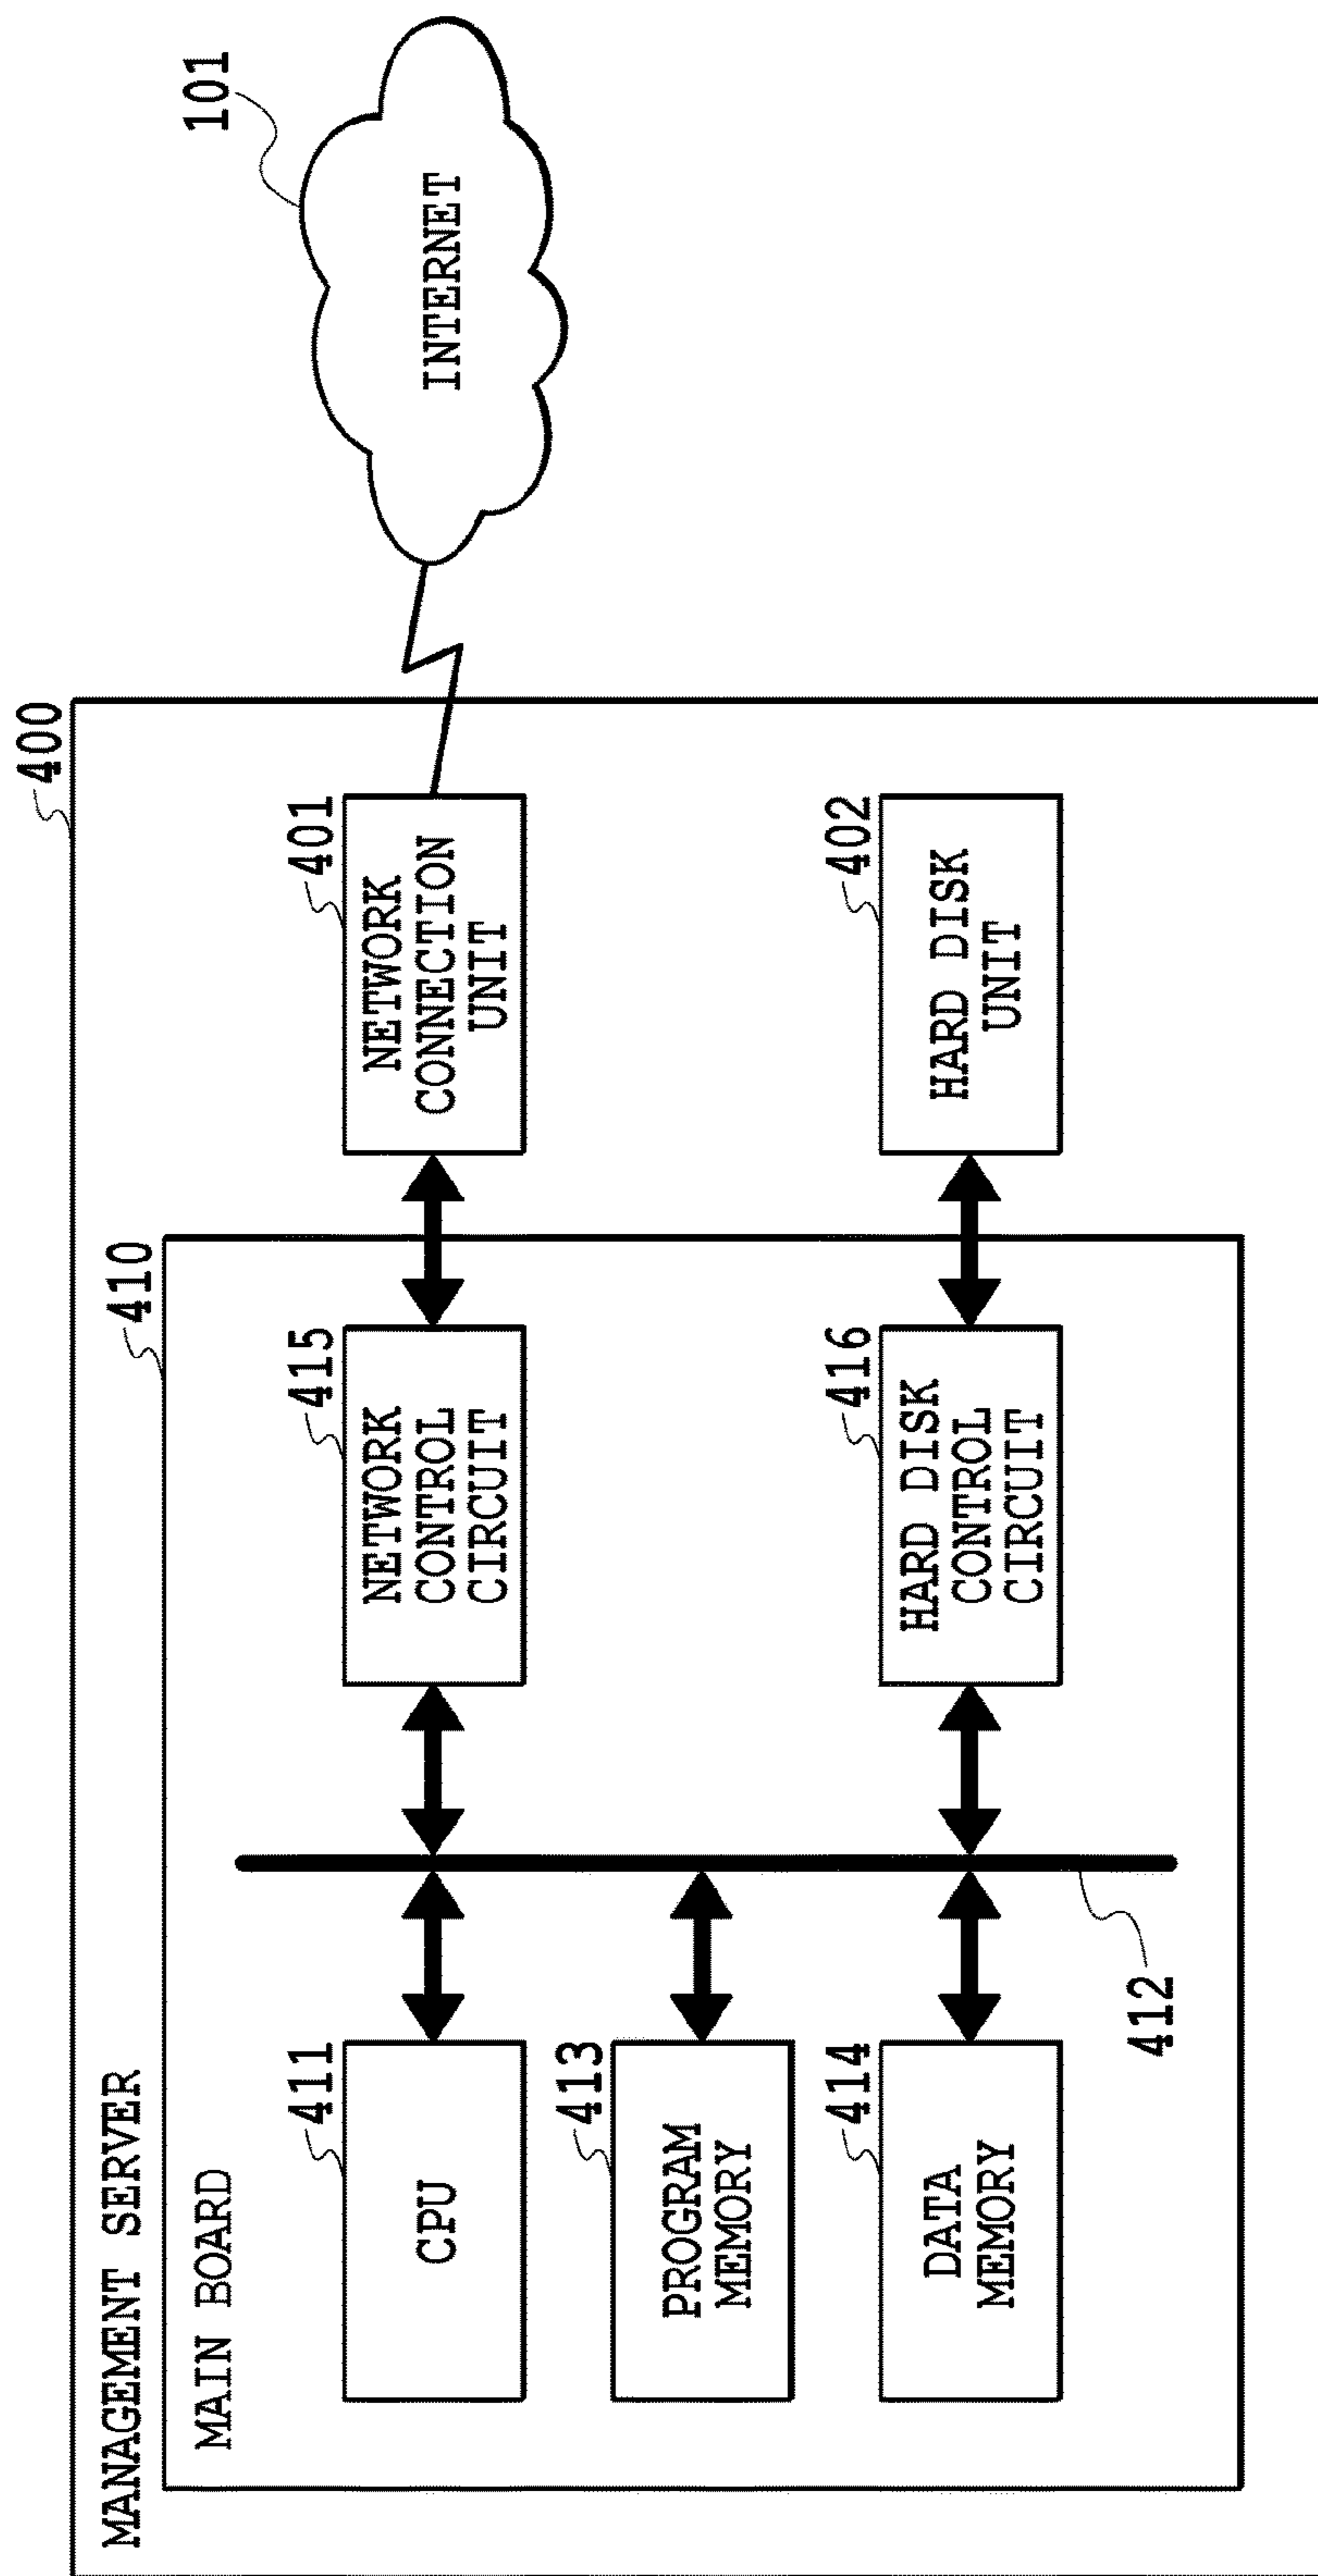 MANAGEMENT SERVER
400
MAIN BOARD
410
411
CPU
413
PROGRAM
MEMORY
414
DATA
MEMORY
412
415
NETWORK
CONTROL
CIRCUIT
416
HARD DISK
CONTROL
CIRCUIT
401
NETWORK
CONNECTION
UNIT
402
HARD DISK
UNIT
101
INTERNET